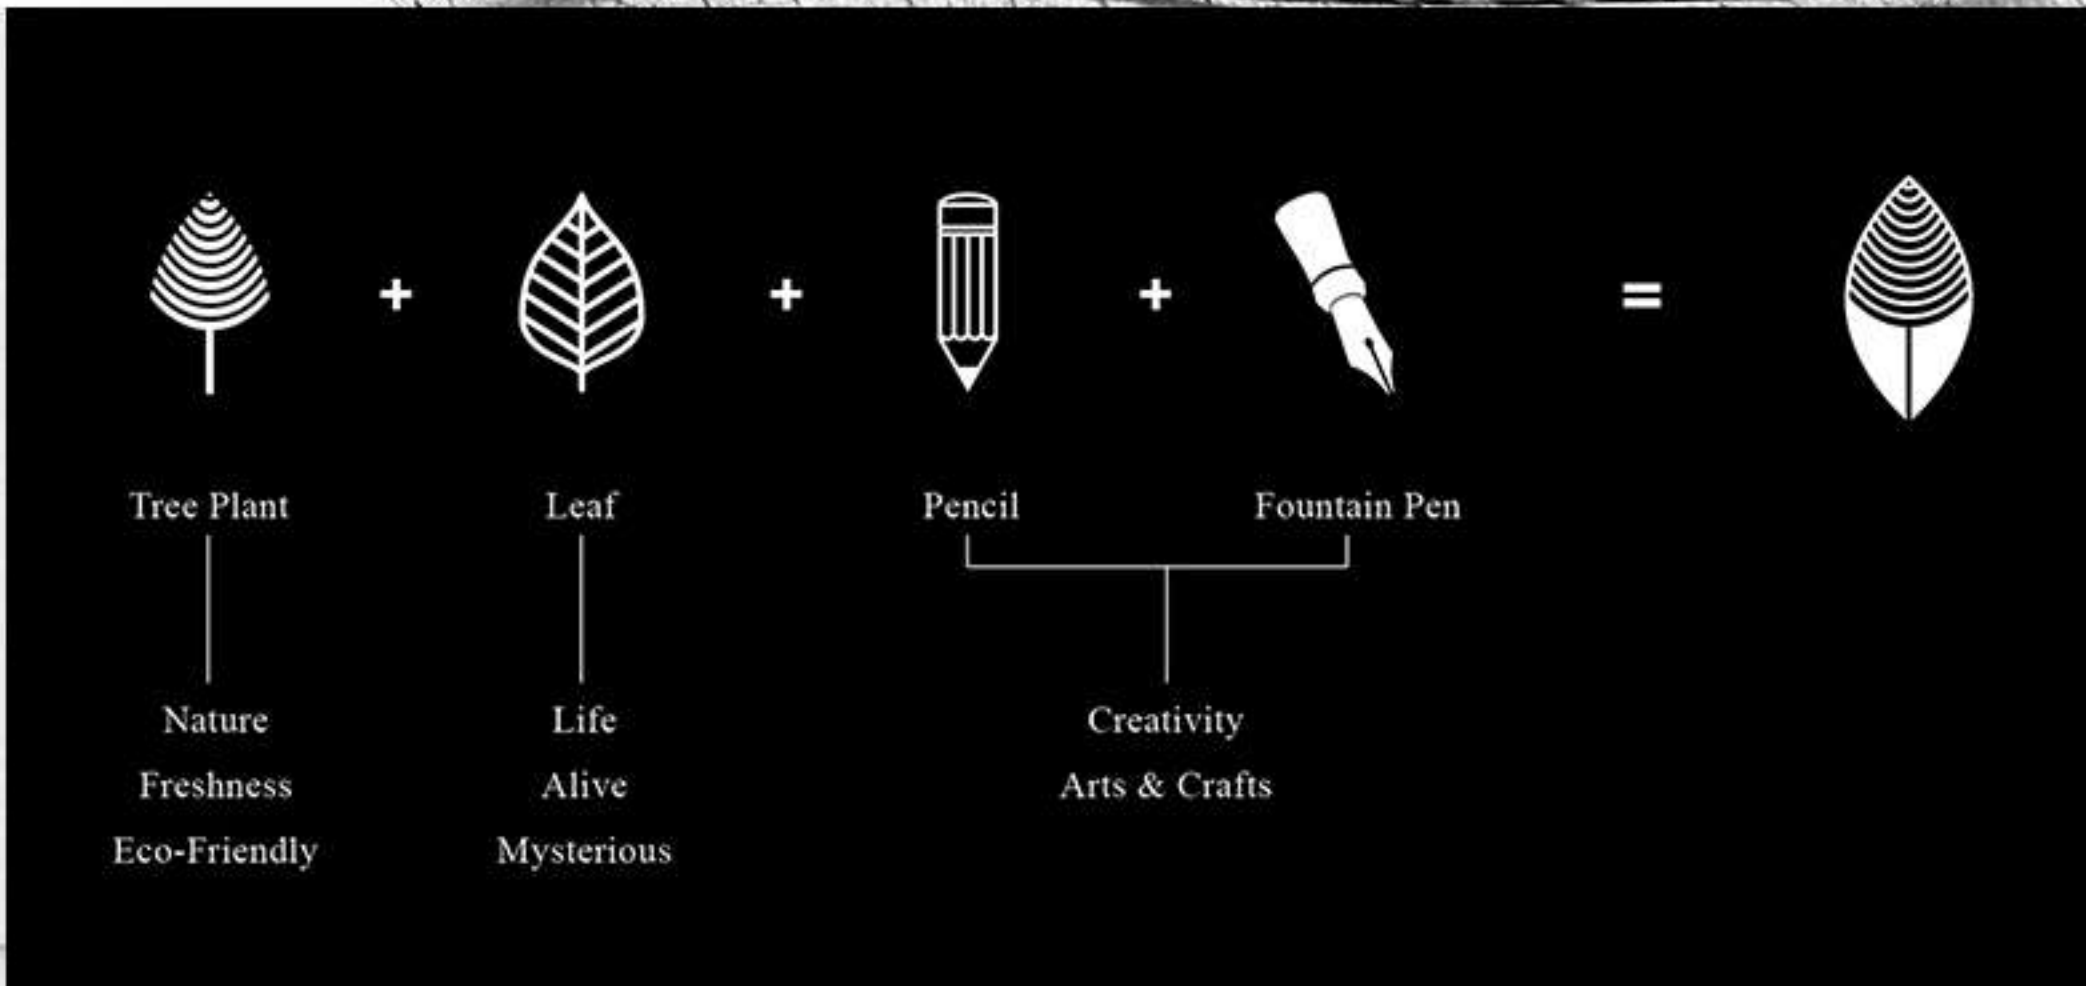 + + + =
Tree Plant
Leaf
Pencil
Fountain Pen
Nature
Freshness
Eco-Friendly
Life
Alive
Mysterious
Creativity
Arts & Crafts